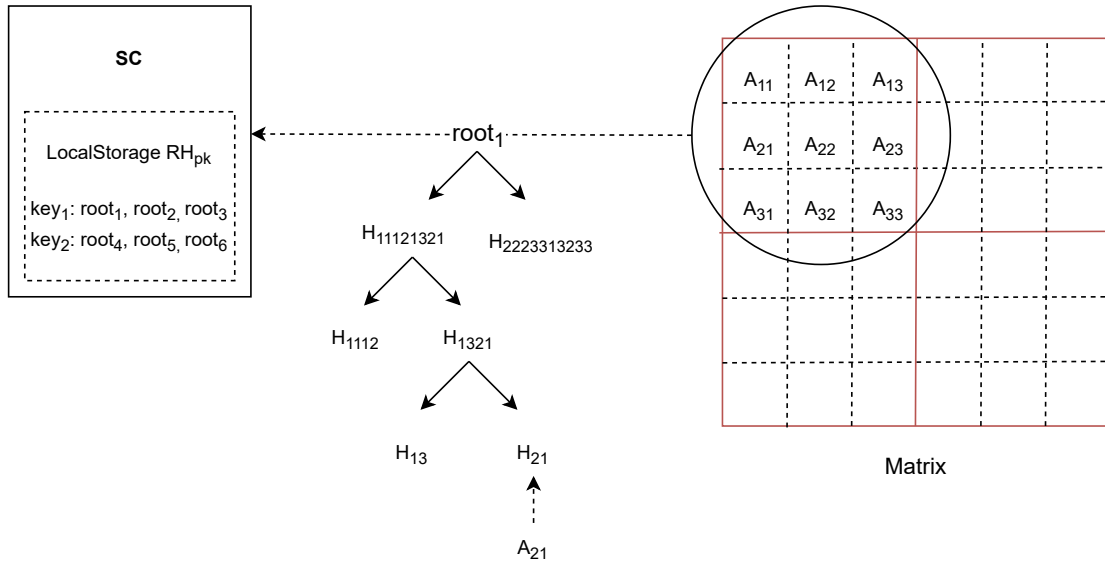 SC
LocalStorage RH_pk
key_1: root_1, root_2, root_3
key_2: root_4, root_5, root_6
root_1
H_11121321
H_2223313233
H_1112
H_1321
H_13
H_21
A_21
A_11 A_12 A_13
A_21 A_22 A_23
A_31 A_32 A_33
Matrix